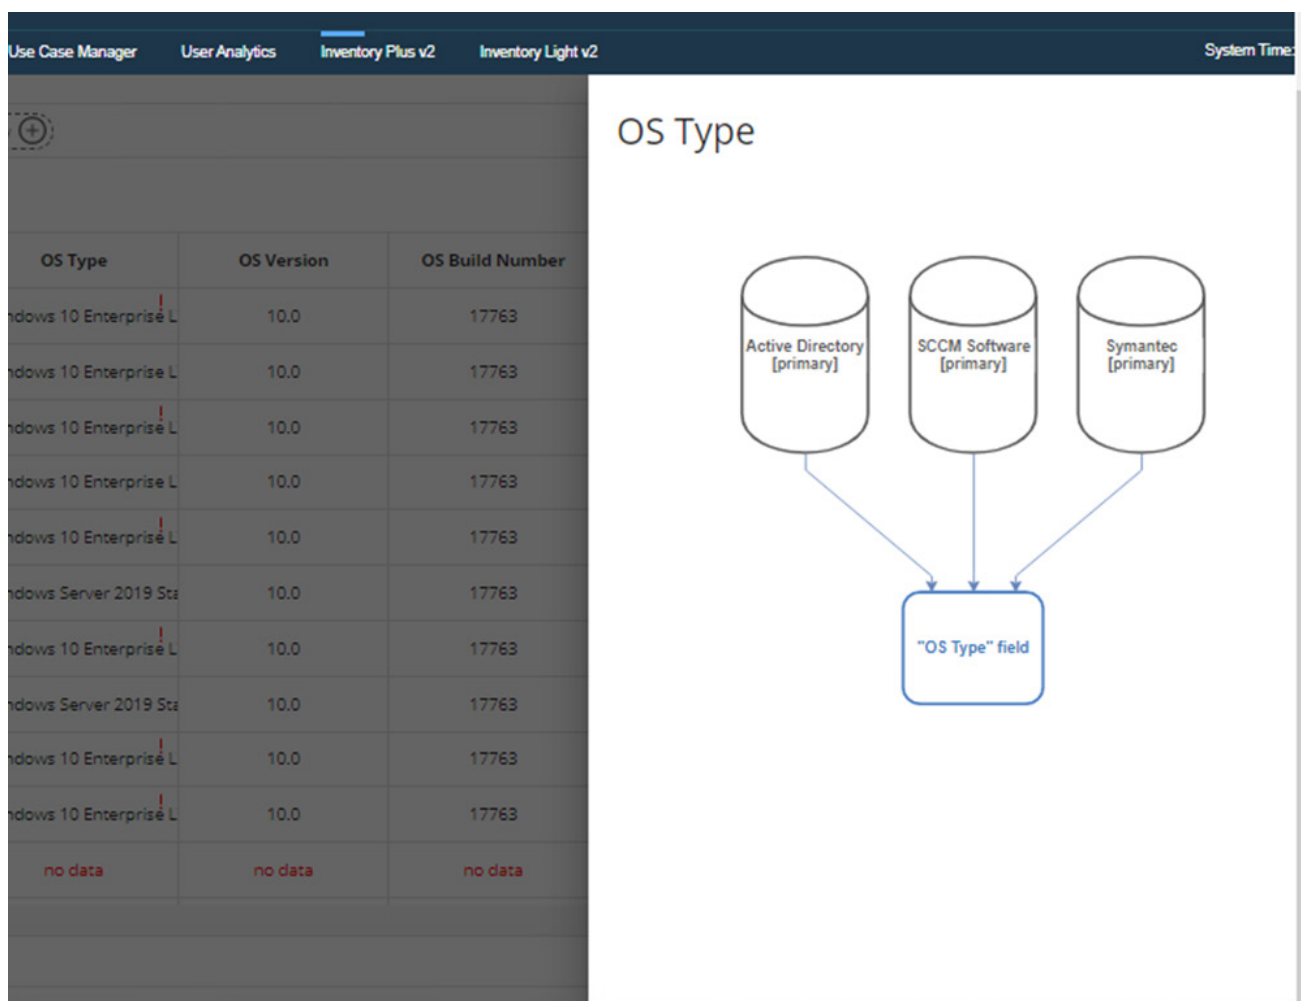 Use Case Manager User Analytics Inventory Plus v2 Inventory Light v2 System Time:
OS Type
OS Type OS Version OS Build Number
ndows 10 Enterprise L 10.0 17763
ndows 10 Enterprise L 10.0 17763
ndows 10 Enterprise L 10.0 17763
ndows 10 Enterprise L 10.0 17763
ndows 10 Enterprise L 10.0 17763
ndows Server 2019 Sta 10.0 17763
ndows 10 Enterprise L 10.0 17763
ndows Server 2019 Sta 10.0 17763
ndows 10 Enterprise L 10.0 17763
ndows 10 Enterprise L 10.0 17763
no data no data no data
Active Directory
[primary]
SCCM Software
[primary]
Symantec
[primary]
"OS Type" field